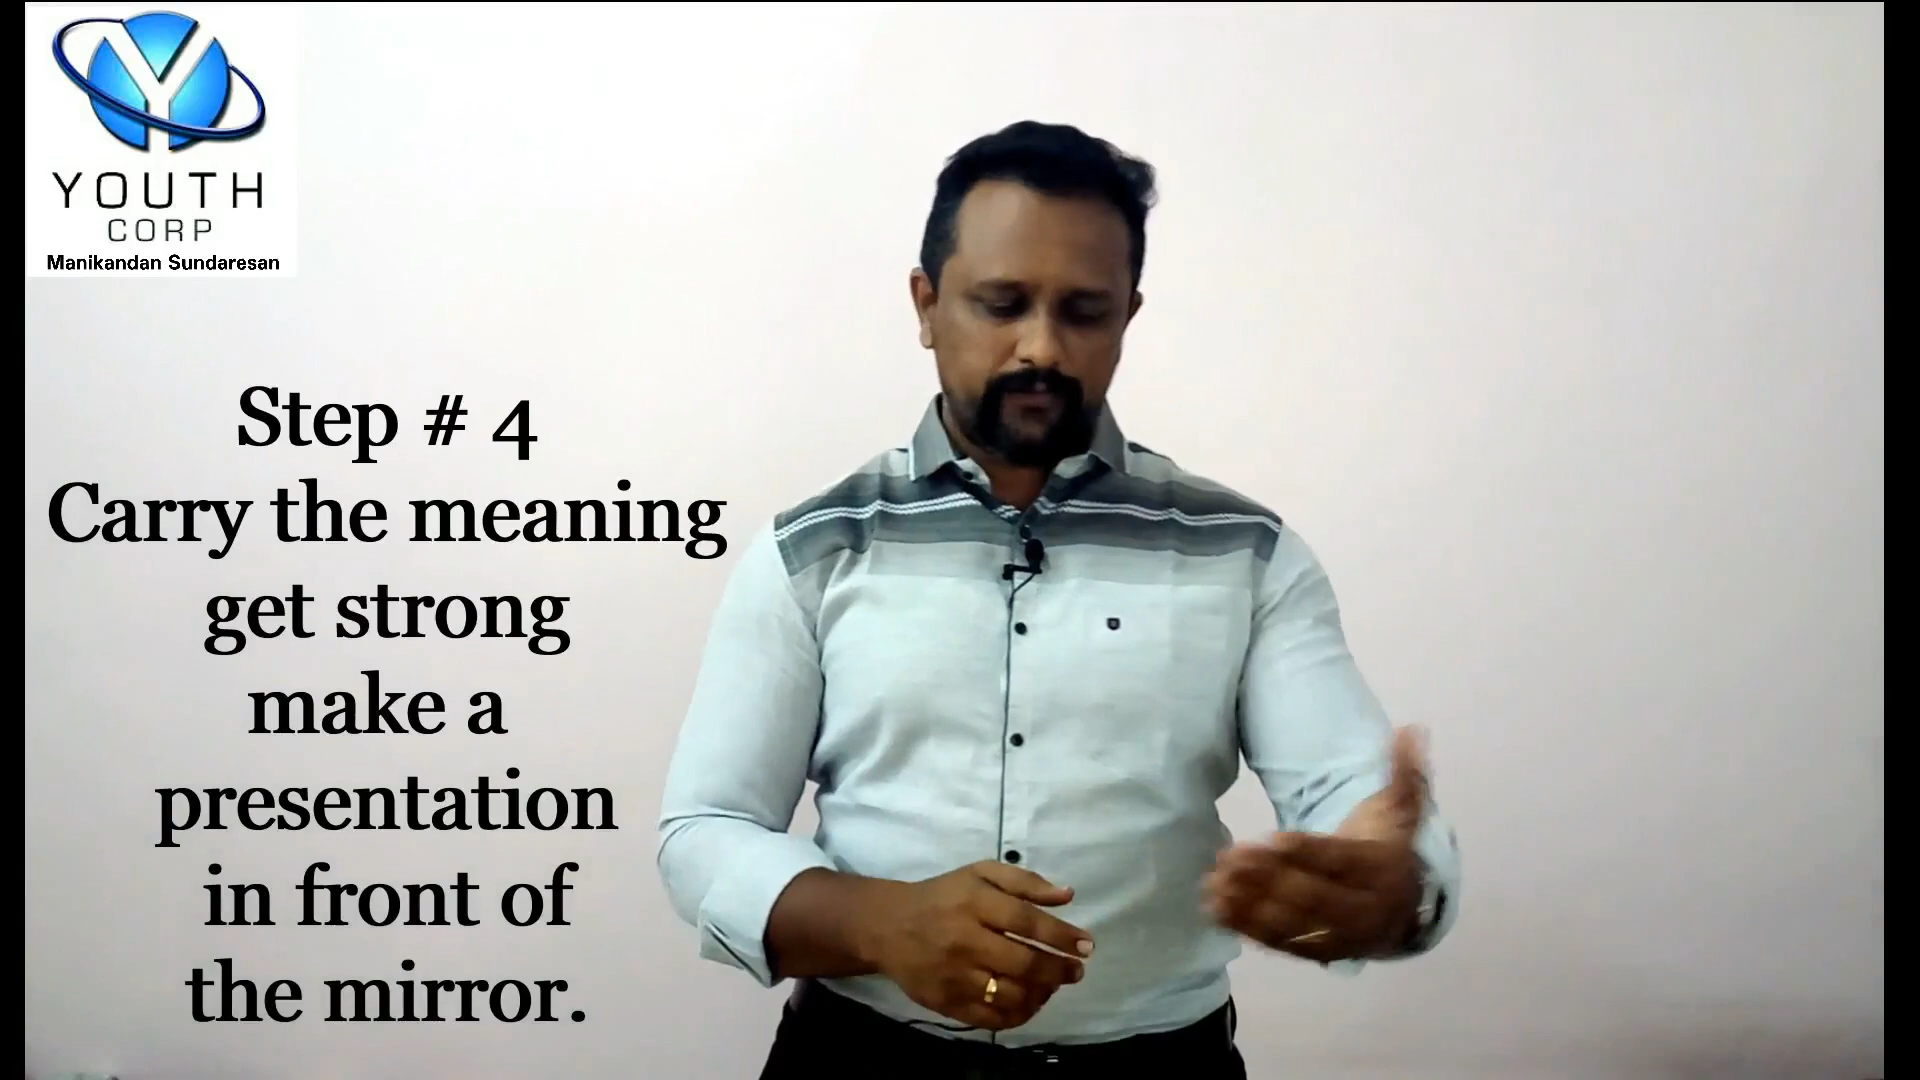 Y
YOUTH
CORP
Manikandan Sundaresan
Step # 4
Carry the meaning
get strong
make a
presentation
in front of
the mirror.